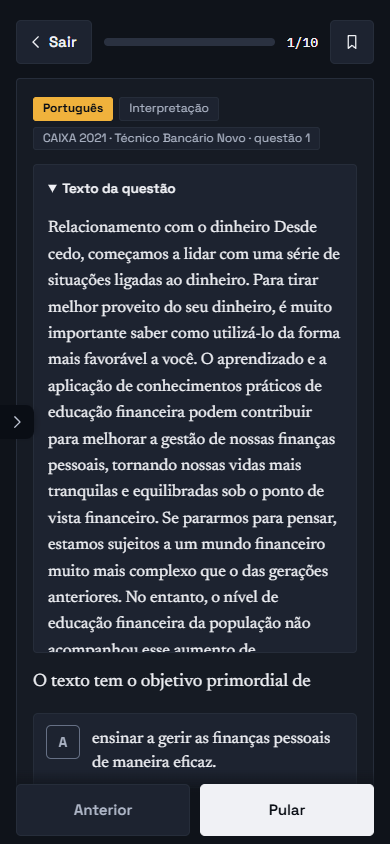 Sair
1/10
Português
Interpretação
CAIXA 2021 · Técnico Bancário Novo · questão 1
▼ Texto da questão
Relacionamento com o dinheiro Desde
cedo, começamos a lidar com uma série de
situações ligadas ao dinheiro. Para tirar
melhor proveito do seu dinheiro, é muito
importante saber como utilizá-lo da forma
mais favorável a você. O aprendizado e a
aplicação de conhecimentos práticos de
educação financeira podem contribuir
para melhorar a gestão de nossas finanças
pessoais, tornando nossas vidas mais
tranquilas e equilibradas sob o ponto de
vista financeiro. Se pararmos para pensar,
estamos sujeitos a um mundo financeiro
muito mais complexo que o das gerações
anteriores. No entanto, o nível de
educação financeira da população não
acompanhou esse aumento de
O texto tem o objetivo primordial de
A
ensinar a gerir as finanças pessoais
de maneira eficaz.
Anterior
Pular